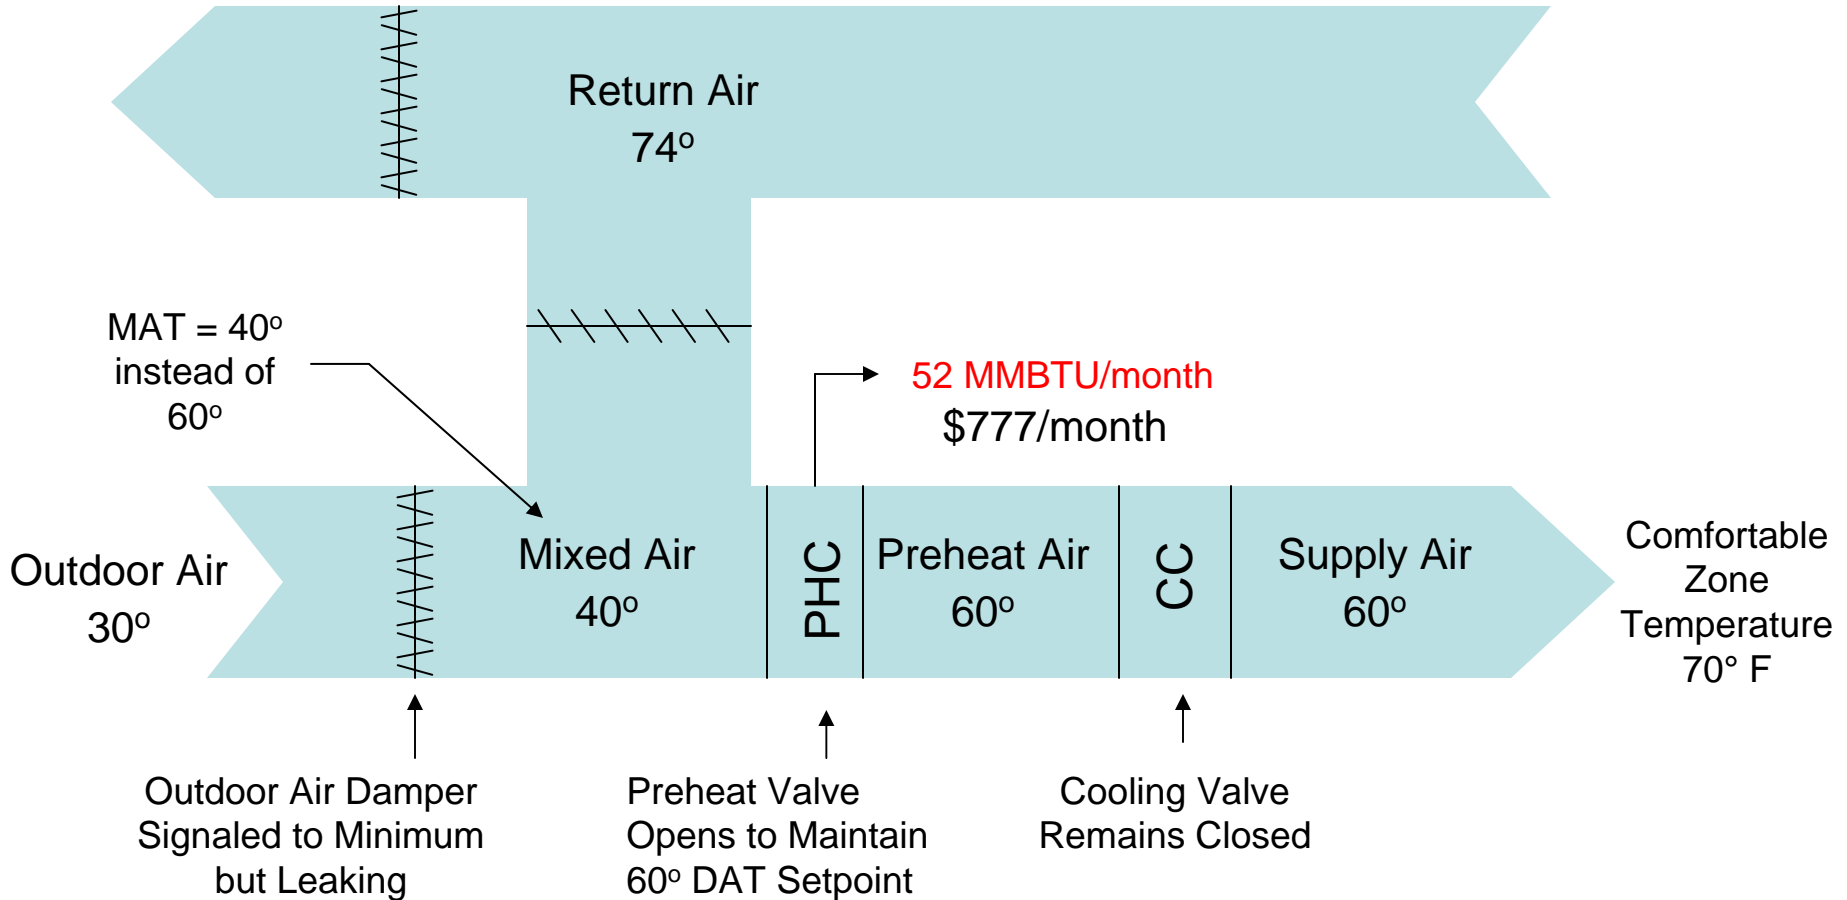 Return Air
74º
MAT = 40º
instead of
60º
52 MMBTU/month
$777/month
Outdoor Air
30º
Mixed Air
40º
PHC
Preheat Air
60º
CC
Supply Air
60º
Comfortable
Zone
Temperature
70° F
Outdoor Air Damper
Signaled to Minimum
but Leaking
Preheat Valve
Opens to Maintain
60º DAT Setpoint
Cooling Valve
Remains Closed